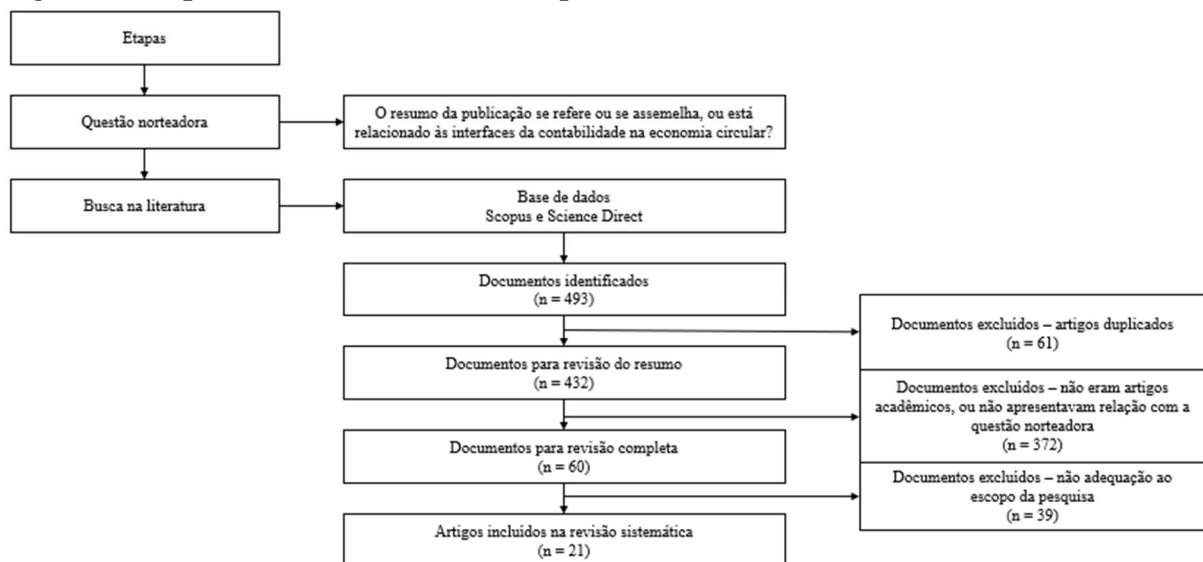 Etapas
Questão norteadora
O resumo da publicação se refere ou se assemelha, ou está
relacionado às interfaces da contabilidade na economia circular?
Busca na literatura
Base de dados
Scopus e Science Direct
Documentos identificados
(n = 493)
Documentos excluídos – artigos duplicados
(n = 61)
Documentos para revisão do resumo
(n = 432)
Documentos excluídos – não eram artigos
acadêmicos, ou não apresentavam relação com a
questão norteadora
(n = 372)
Documentos para revisão completa
(n = 60)
Documentos excluídos – não adequação ao
escopo da pesquisa
(n = 39)
Artigos incluídos na revisão sistemática
(n = 21)